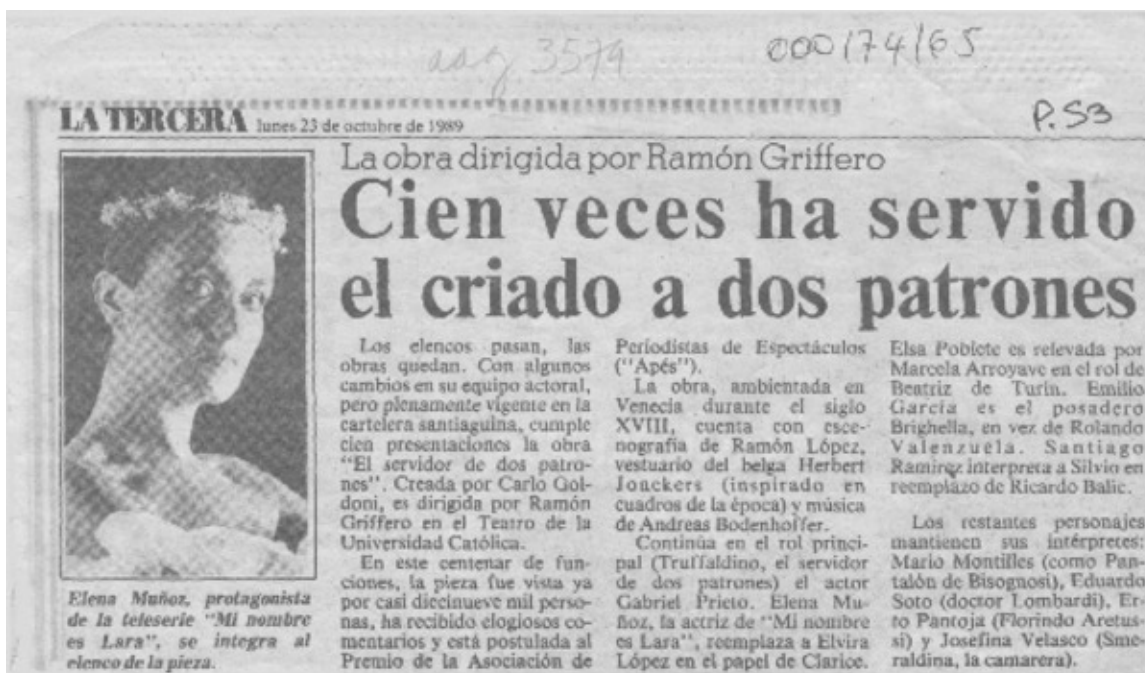 aag 3579
000174/65
P.53
LA TERCERA lunes 23 de octubre de 1989
La obra dirigida por Ramón Griffero
Cien veces ha servido
el criado a dos patrones
Elena Muñoz, protagonista
de la teleserie "Mi nombre
es Lara", se integra al
elenco de la pieza.
Los elencos pasan, las
obras quedan. Con algunos
cambios en su equipo actoral,
pero plenamente vigente en la
cartelera santiaguina, cumple
cien presentaciones la obra
"El servidor de dos patro-
nes". Creada por Carlo Gol-
doni, es dirigida por Ramón
Griffero en el Teatro de la
Universidad Católica.
En este centenar de fun-
ciones, la pieza fue vista ya
por casi diecinueve mil perso-
nas, ha recibido elogiosos co-
mentarios y está postulada al
Premio de la Asociación de
Periodistas de Espectáculos
("Apés").
La obra, ambientada en
Venecia durante el siglo
XVIII, cuenta con esce-
nografía de Ramón López,
vestuario del belga Herbert
Jonckers (inspirado en
cuadros de la época) y música
de Andreas Bodenhoffer.
Continúa en el rol princi-
pal (Truffaldino, el servidor
de dos patrones) el actor
Gabriel Prieto. Elena Mu-
ñoz, la actriz de "Mi nombre
es Lara", reemplaza a Elvira
López en el papel de Clarice.
Elsa Poblete es relevada por
Marcela Arroyave en el rol de
Beatriz de Turín. Emilio
García es el posadero
Brighella, en vez de Rolando
Valenzuela. Santiago
Ramírez interpreta a Silvio en
reemplazo de Ricardo Balic.
Los restantes personajes
mantienen sus intérpretes:
Mario Montilles (como Pan-
talón de Bisognosi), Eduardo
Soto (doctor Lombardi), Er-
to Pantoja (Florindo Aretus-
si) y Josefina Velasco (Sme-
raldina, la camarera).